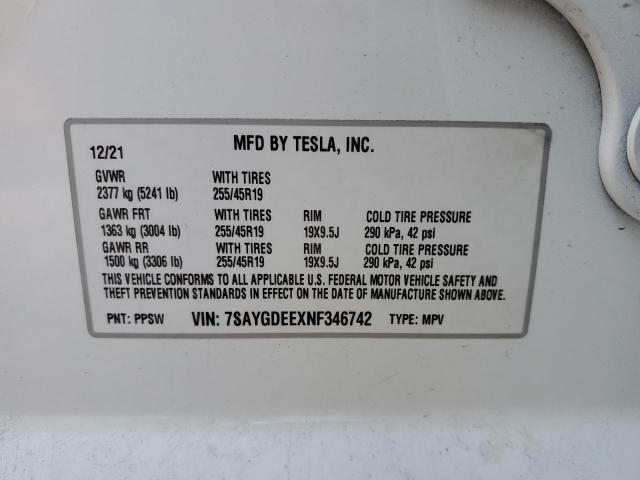 12/21 MFD BY TESLA, INC.
GVWR WITH TIRES
2377 kg (5241 lb) 255/45R19
GAWR FRT WITH TIRES RIM COLD TIRE PRESSURE
1363 kg (3004 lb) 255/45R19 19X9.5J 290 kPa, 42 psi
GAWR RR WITH TIRES RIM COLD TIRE PRESSURE
1500 kg (3306 lb) 255/45R19 19X9.5J 290 kPa, 42 psi
THIS VEHICLE CONFORMS TO ALL APPLICABLE U.S. FEDERAL MOTOR VEHICLE SAFETY AND
THEFT PREVENTION STANDARDS IN EFFECT ON THE DATE OF MANUFACTURE SHOWN ABOVE.
PNT: PPSW VIN: 7SAYGDEEXNF346742 TYPE: MPV